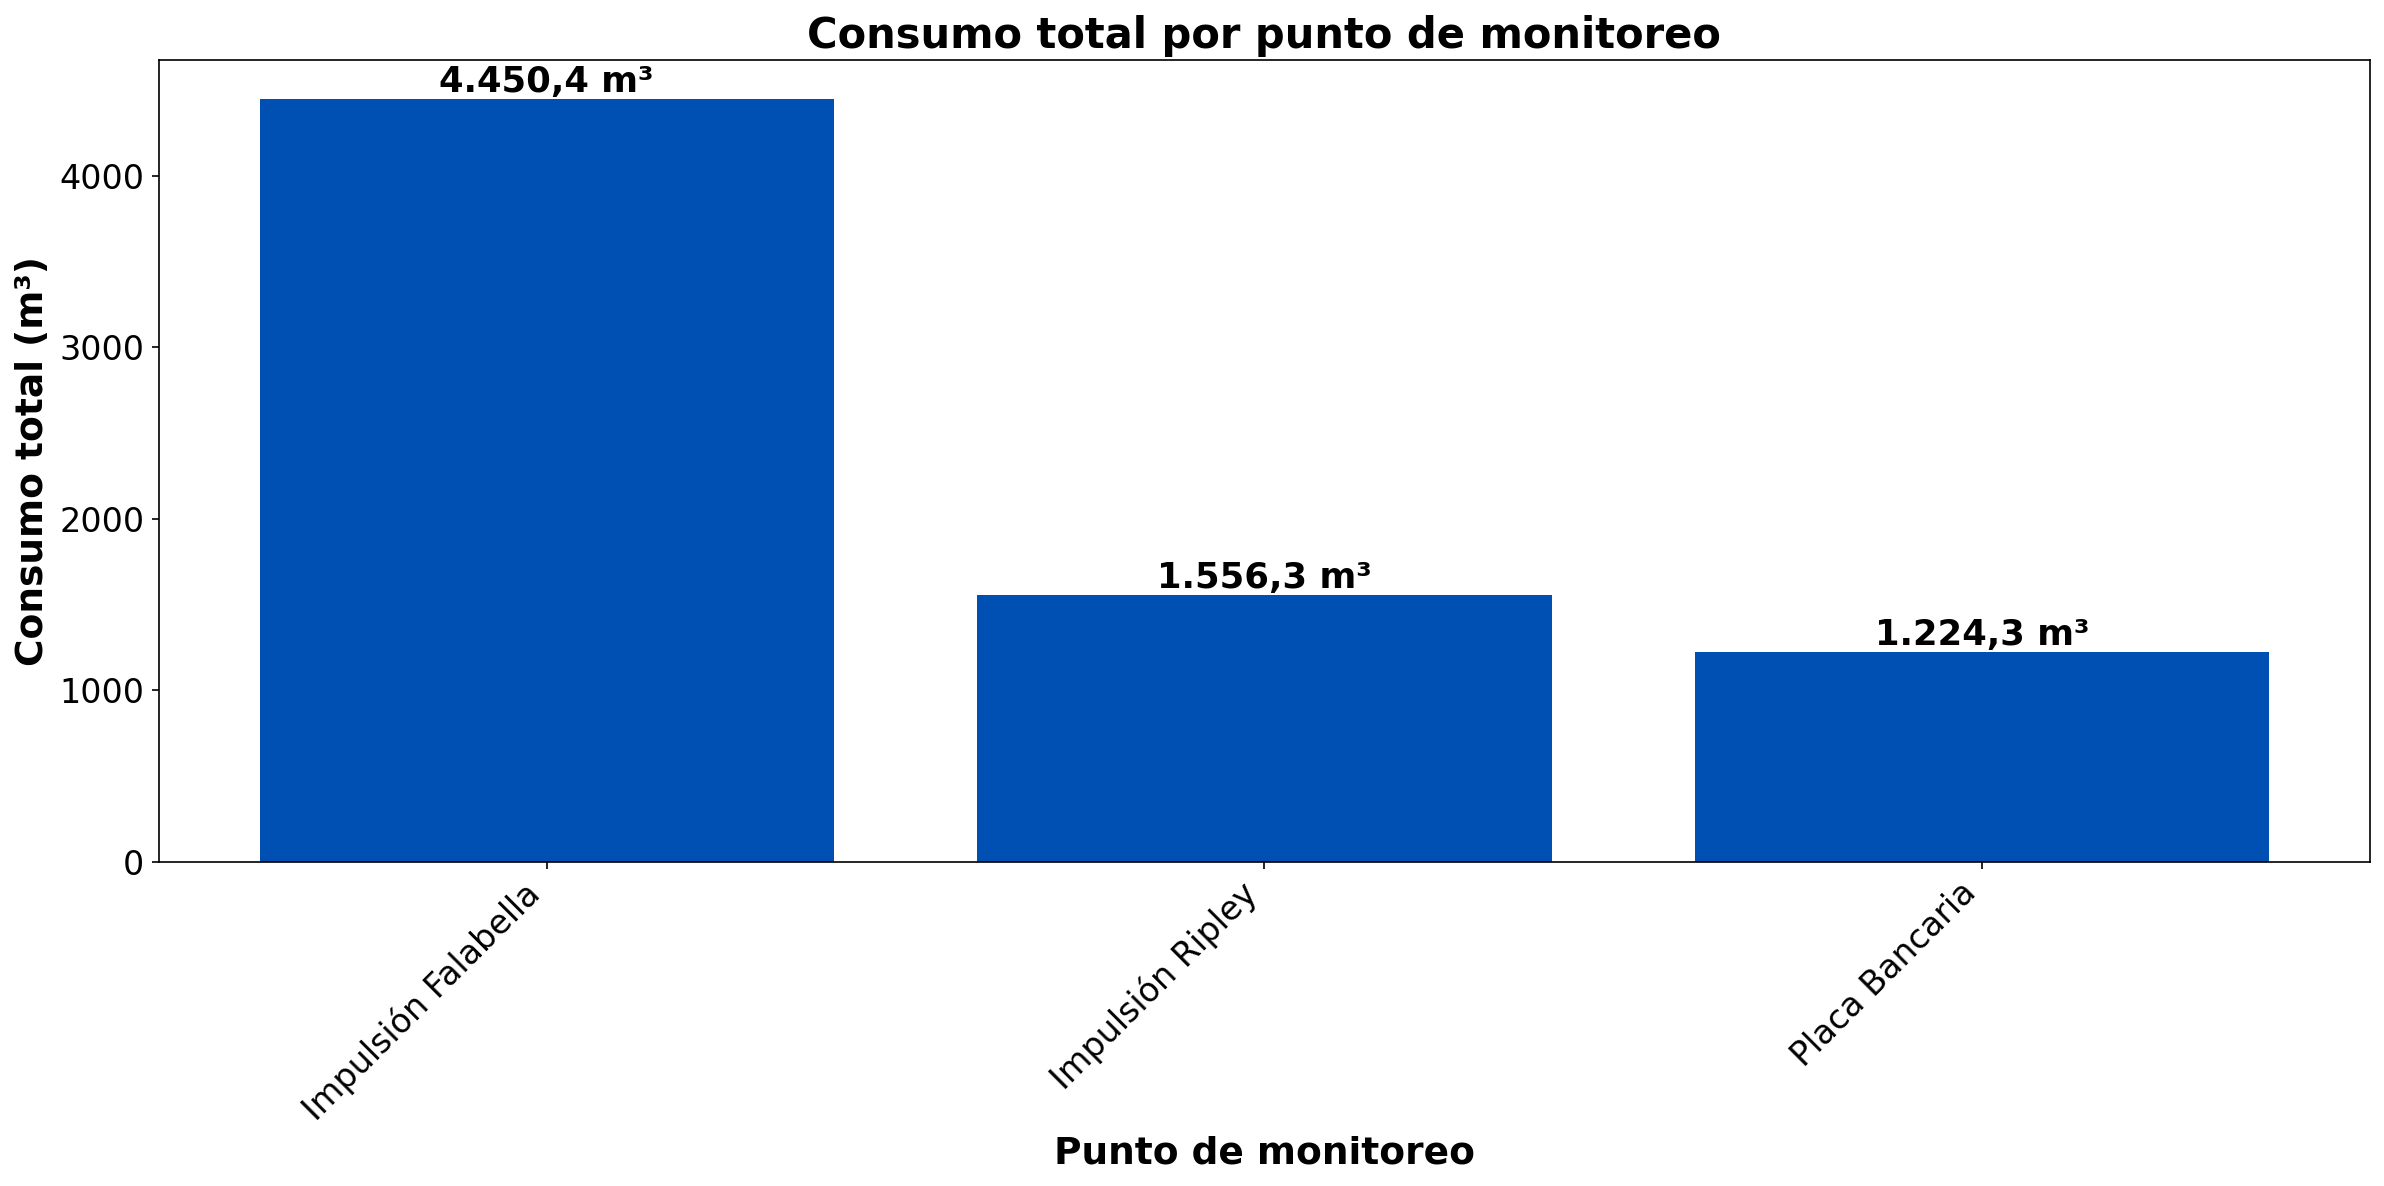 Consumo total por punto de monitoreo
4.450,4 m³
1.556,3 m³
1.224,3 m³
Consumo total (m³)
4000
3000
2000
1000
0
Impulsión Falabella
Impulsión Ripley
Placa Bancaria
Punto de monitoreo